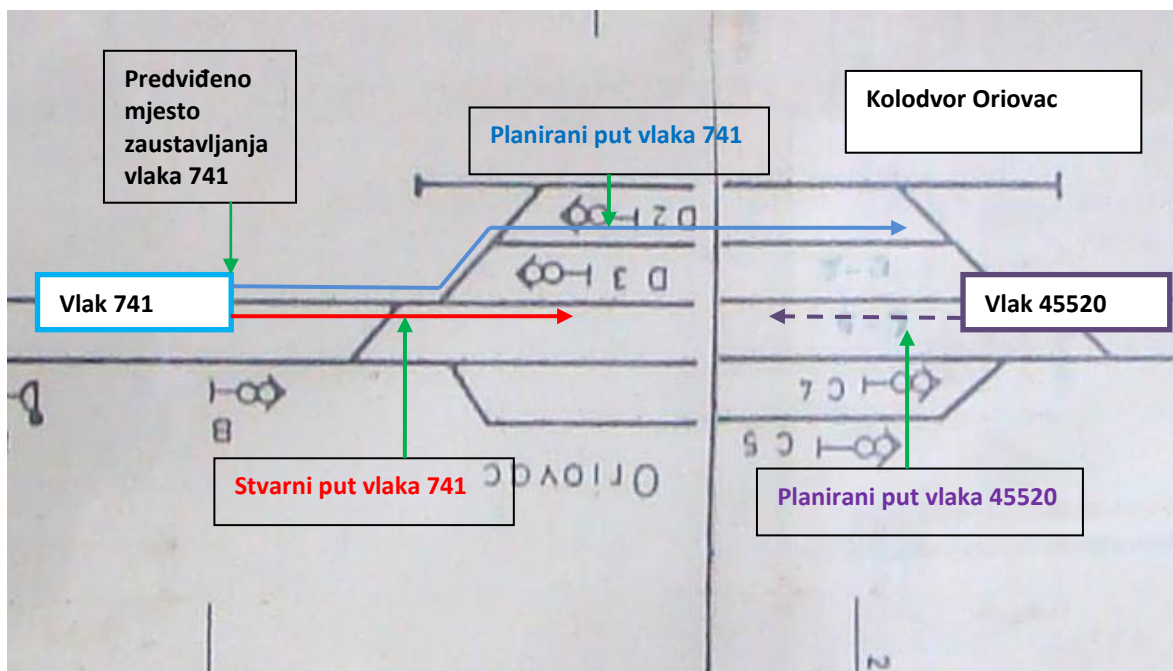 Predviđeno
mjesto
zaustavljanja
vlaka 741
Kolodvor Oriovac
Planirani put vlaka 741
D 2
D 3
Vlak 741
Vlak 45520
B
C 4
C 5
Oriovac
Stvarni put vlaka 741
Planirani put vlaka 45520
2